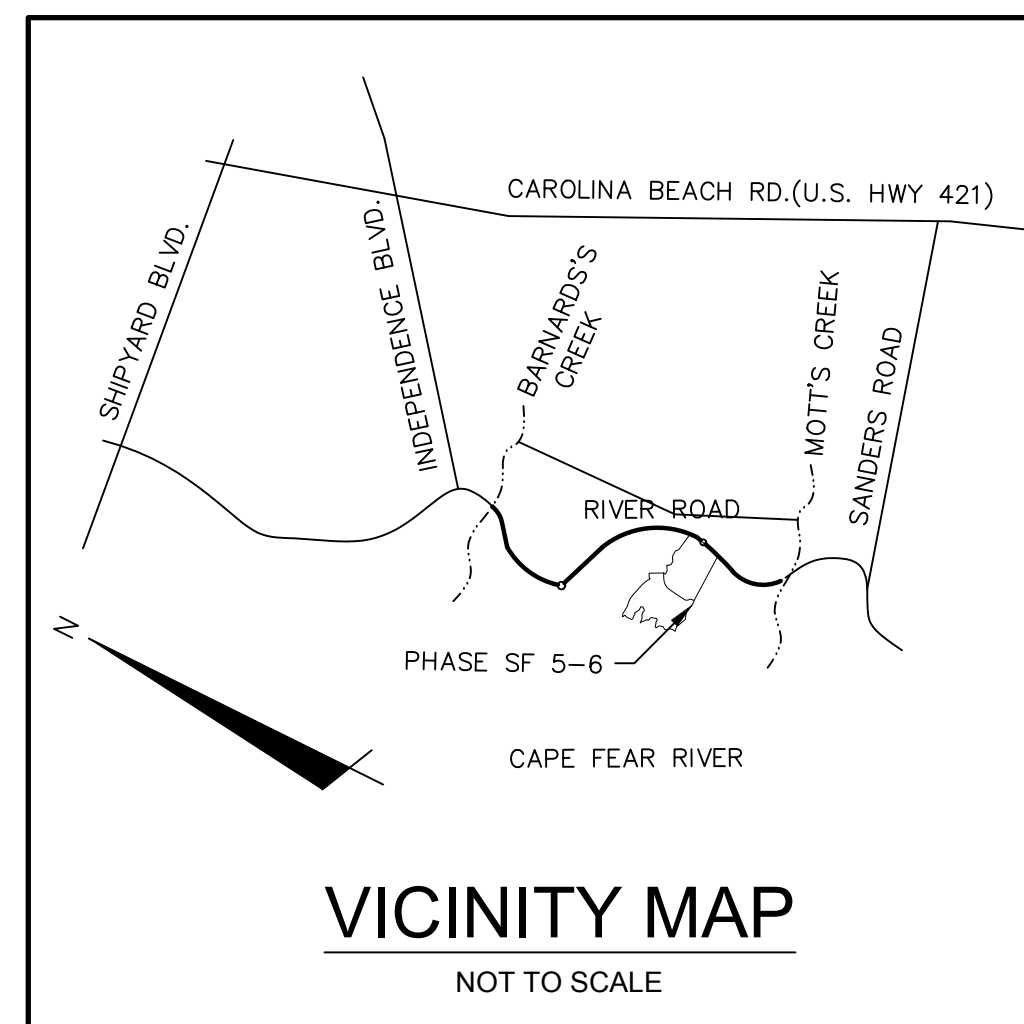 CAROLINA BEACH RD.(U.S. HWY 421)
SHIPYARD BLVD.
INDEPENDENCE BLVD.
BARNARDS'S
CREEK
MOTT'S CREEK
SANDERS ROAD
RIVER ROAD
N
PHASE SF 5-6
CAPE FEAR RIVER
VICINITY MAP
NOT TO SCALE